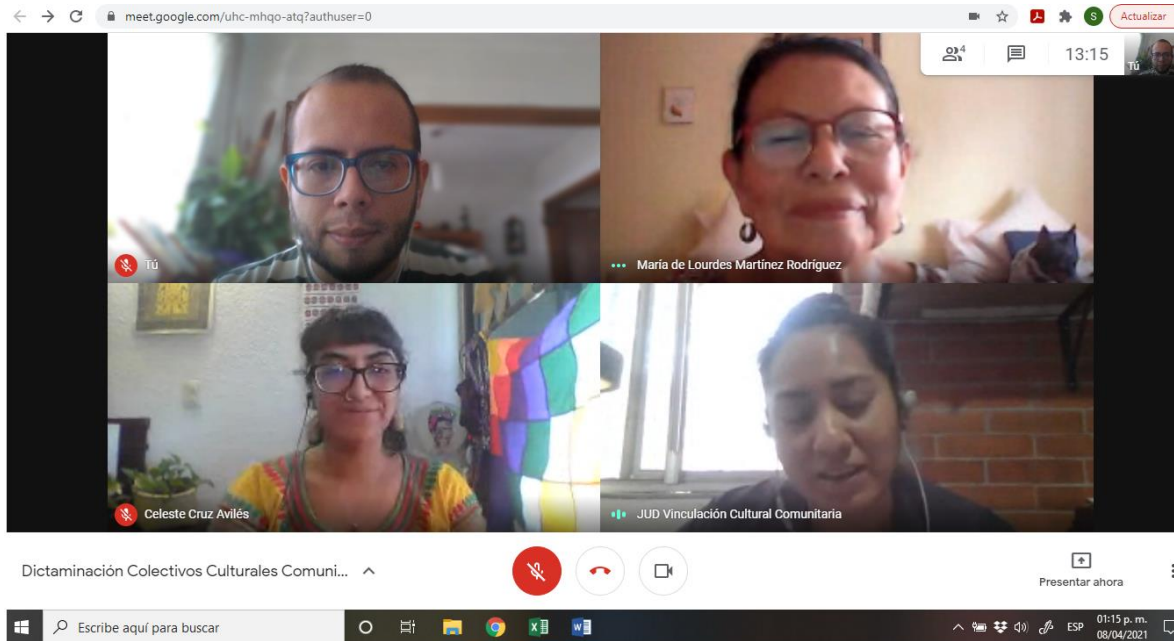 meet.google.com/uhc-mhqo-atq?authuser=0
S
Actualizar
4
13:15
Tú
Tú
María de Lourdes Martínez Rodríguez
Celeste Cruz Avilés
JUD Vinculación Cultural Comunitaria
Dictaminación Colectivos Culturales Comuni...
Presentar ahora
Escribe aquí para buscar
ESP
01:15 p. m.
08/04/2021